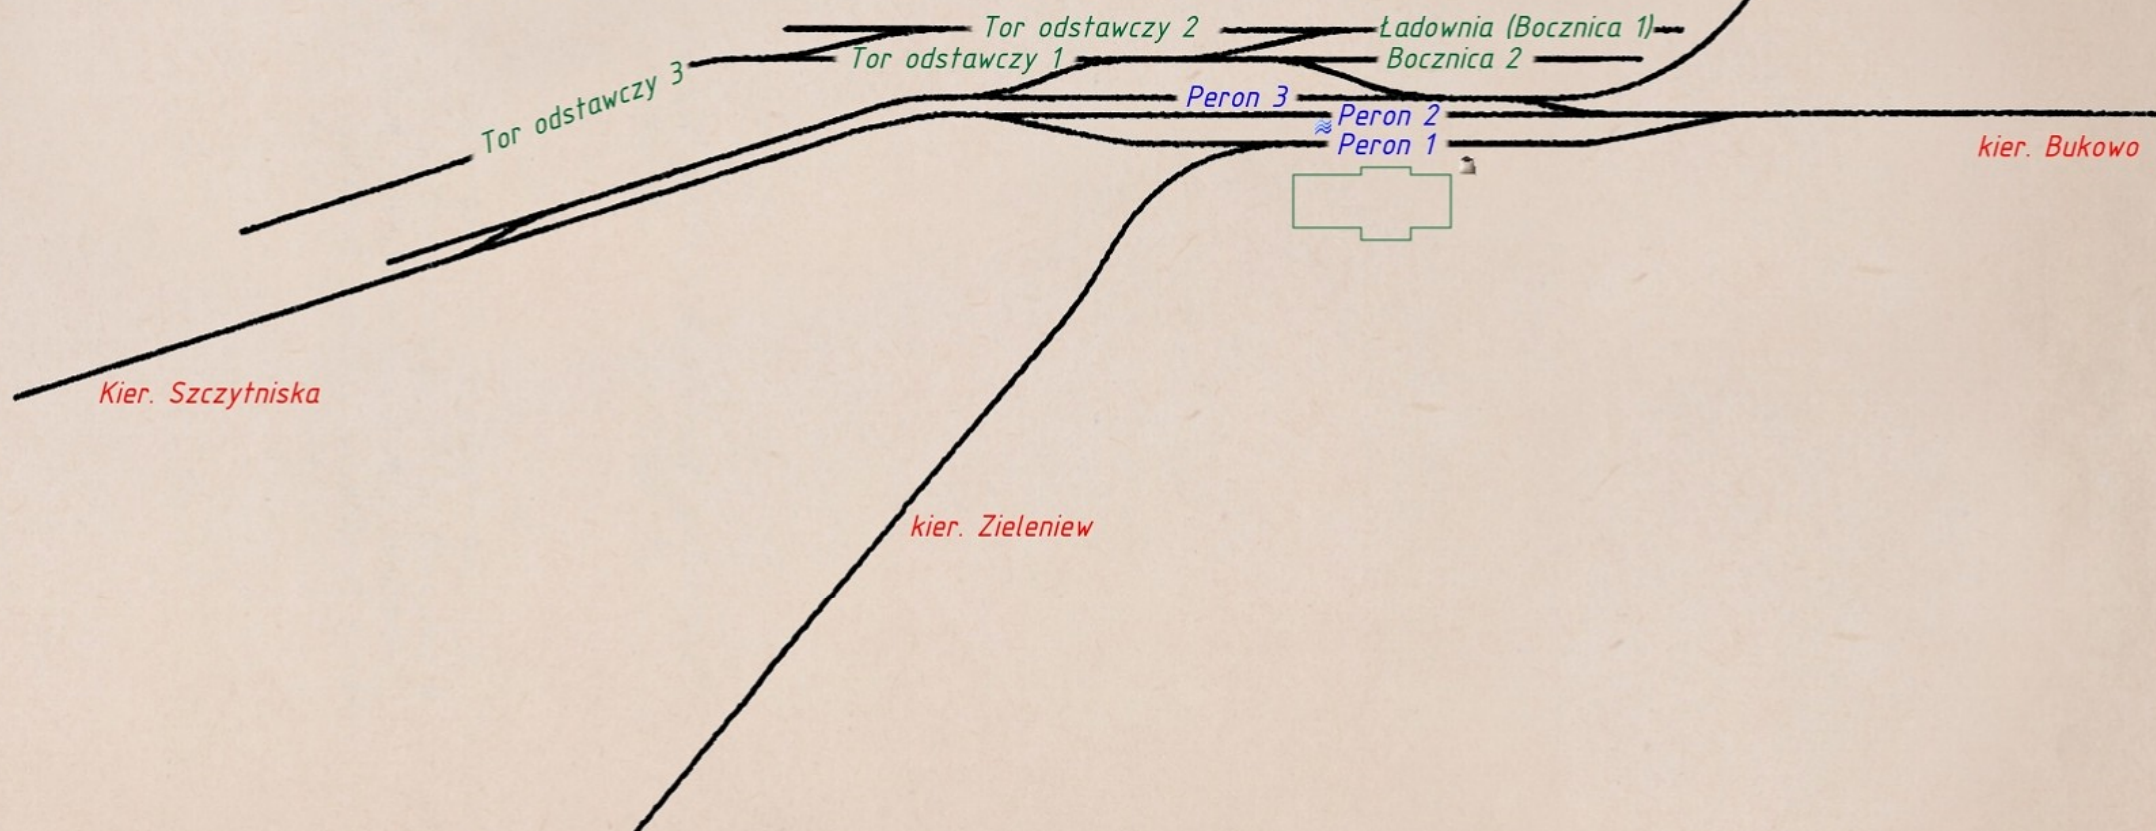 Tor odstawczy 2
Ładownia (Bocznica 1)
Tor odstawczy 3
Tor odstawczy 1
Bocznica 2
Peron 3
Peron 2
Peron 1
kier. Bukowo
Kier. Szczytniska
kier. Zieleniew